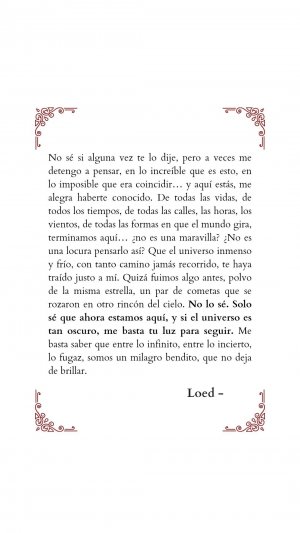 No sé si alguna vez te lo dije, pero a veces me
detengo a pensar, en lo increíble que es esto, en
lo imposible que era coincidir... y aquí estás, me
alegra haberte conocido. De todas las vidas, de
todos los tiempos, de todas las calles, las horas, los
vientos, de todas las formas en que el mundo gira,
terminamos aquí... ¿no es una maravilla? ¿No es
una locura pensarlo así? Que el universo inmenso
y frío, con tanto camino jamás recorrido, te haya
traído justo a mí. Quizá fuimos algo antes, polvo
de la misma estrella, un par de cometas que se
rozaron en otro rincón del cielo. No lo sé. Solo
sé que ahora estamos aquí, y si el universo es
tan oscuro, me basta tu luz para seguir. Me
basta saber que entre lo infinito, entre lo incierto,
lo fugaz, somos un milagro bendito, que no deja
de brillar.
Loed -